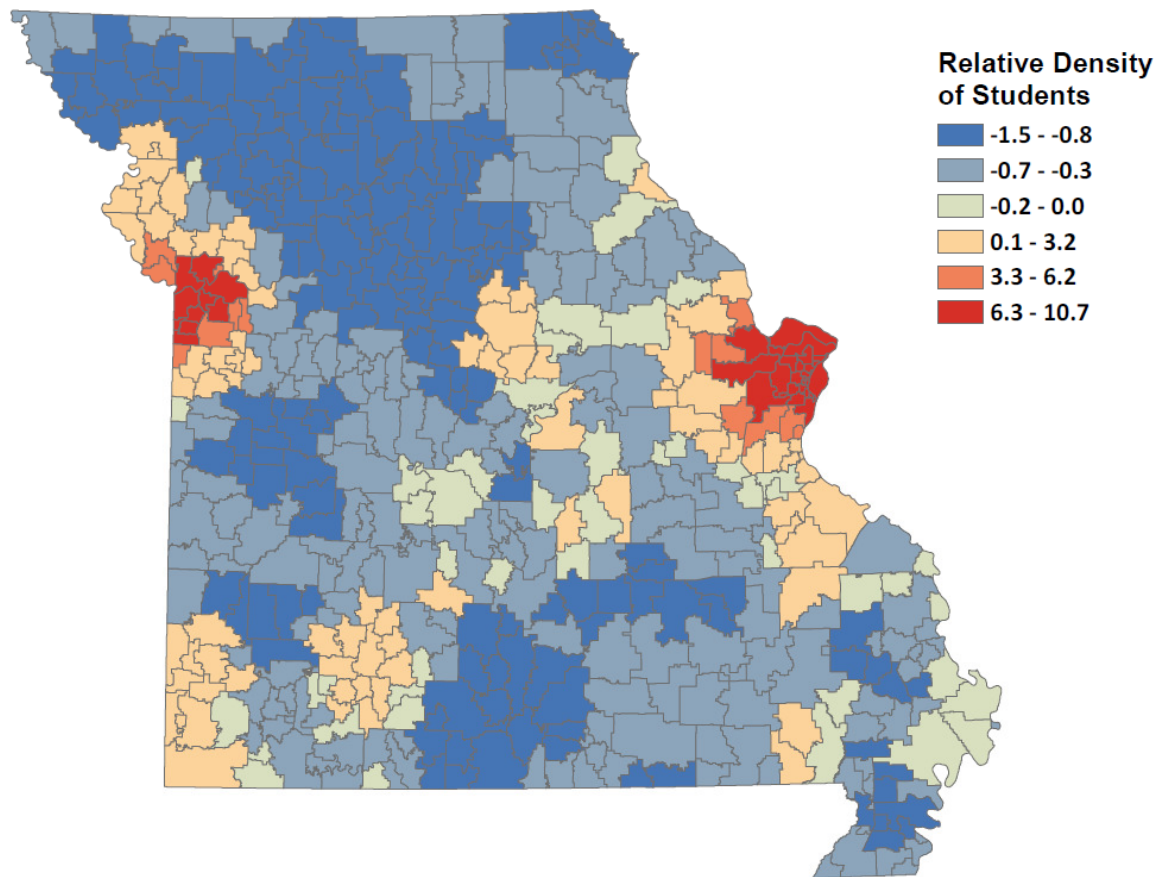 Relative Density
of Students
-1.5 - -0.8
-0.7 - -0.3
-0.2 - 0.0
0.1 - 3.2
3.3 - 6.2
6.3 - 10.7